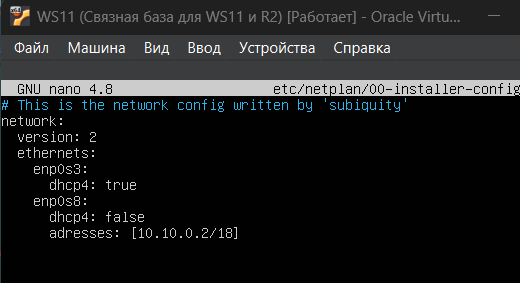 WS11 (Связная база для WS11 и R2) [Работает] - Oracle Virtu...
Файл Машина Вид Ввод Устройства Справка
GNU nano 4.8 etc/netplan/00-installer-config
# This is the network config written by 'subiquity'
network:
version: 2
ethernets:
enp0s3:
dhcp4: true
enp0s8:
dhcp4: false
adresses: [10.10.0.2/18]